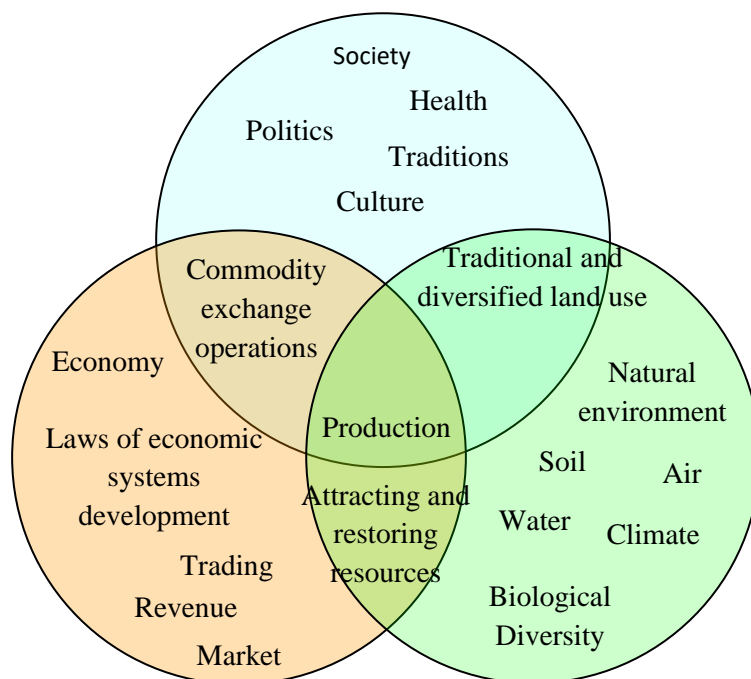 Society
Health
Politics
Traditions
Culture
Commodity
exchange
operations
Traditional and
diversified land use
Economy
Natural
environment
Laws of economic
systems
development
Production
Soil
Air
Attracting and
restoring
resources
Water
Climate
Trading
Revenue
Market
Biological
Diversity